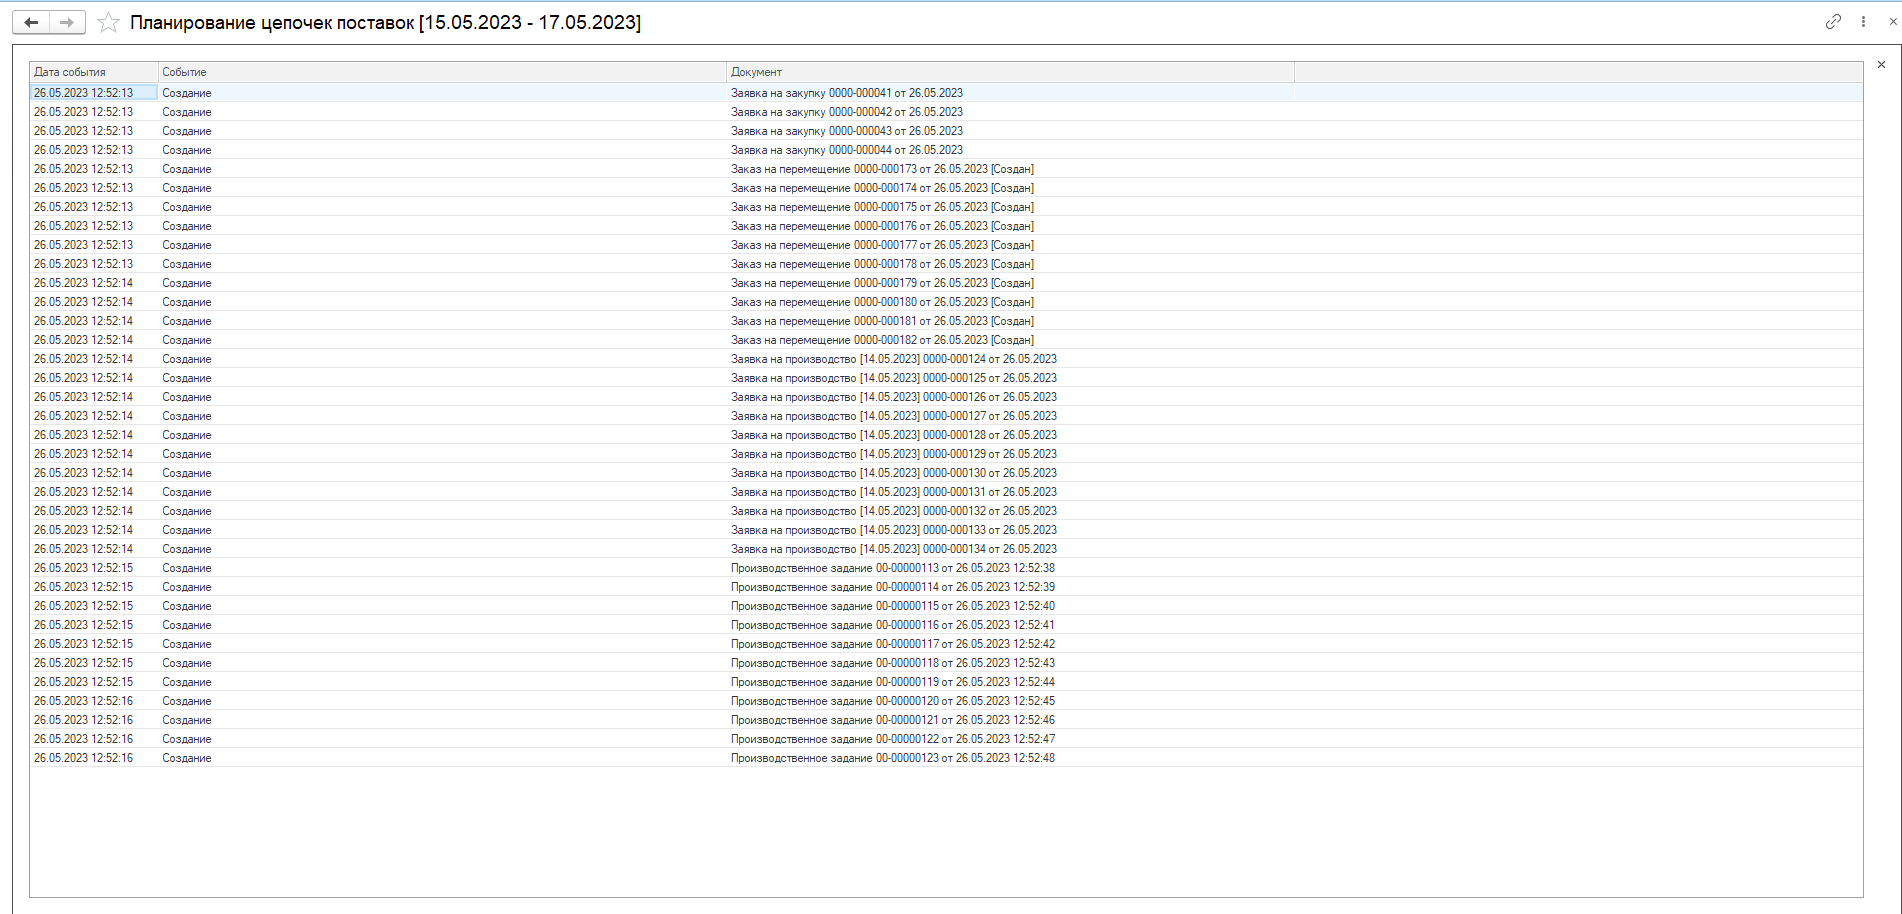 Планирование цепочек поставок [15.05.2023 - 17.05.2023]
Дата события Событие Документ
26.05.2023 12:52:13 Создание Заявка на закупку 0000-000041 от 26.05.2023
26.05.2023 12:52:13 Создание Заявка на закупку 0000-000042 от 26.05.2023
26.05.2023 12:52:13 Создание Заявка на закупку 0000-000043 от 26.05.2023
26.05.2023 12:52:13 Создание Заявка на закупку 0000-000044 от 26.05.2023
26.05.2023 12:52:13 Создание Заказ на перемещение 0000-000173 от 26.05.2023 [Создан]
26.05.2023 12:52:13 Создание Заказ на перемещение 0000-000174 от 26.05.2023 [Создан]
26.05.2023 12:52:13 Создание Заказ на перемещение 0000-000175 от 26.05.2023 [Создан]
26.05.2023 12:52:13 Создание Заказ на перемещение 0000-000176 от 26.05.2023 [Создан]
26.05.2023 12:52:13 Создание Заказ на перемещение 0000-000177 от 26.05.2023 [Создан]
26.05.2023 12:52:13 Создание Заказ на перемещение 0000-000178 от 26.05.2023 [Создан]
26.05.2023 12:52:14 Создание Заказ на перемещение 0000-000179 от 26.05.2023 [Создан]
26.05.2023 12:52:14 Создание Заказ на перемещение 0000-000180 от 26.05.2023 [Создан]
26.05.2023 12:52:14 Создание Заказ на перемещение 0000-000181 от 26.05.2023 [Создан]
26.05.2023 12:52:14 Создание Заказ на перемещение 0000-000182 от 26.05.2023 [Создан]
26.05.2023 12:52:14 Создание Заявка на производство [14.05.2023] 0000-000124 от 26.05.2023
26.05.2023 12:52:14 Создание Заявка на производство [14.05.2023] 0000-000125 от 26.05.2023
26.05.2023 12:52:14 Создание Заявка на производство [14.05.2023] 0000-000126 от 26.05.2023
26.05.2023 12:52:14 Создание Заявка на производство [14.05.2023] 0000-000127 от 26.05.2023
26.05.2023 12:52:14 Создание Заявка на производство [14.05.2023] 0000-000128 от 26.05.2023
26.05.2023 12:52:14 Создание Заявка на производство [14.05.2023] 0000-000129 от 26.05.2023
26.05.2023 12:52:14 Создание Заявка на производство [14.05.2023] 0000-000130 от 26.05.2023
26.05.2023 12:52:14 Создание Заявка на производство [14.05.2023] 0000-000131 от 26.05.2023
26.05.2023 12:52:14 Создание Заявка на производство [14.05.2023] 0000-000132 от 26.05.2023
26.05.2023 12:52:14 Создание Заявка на производство [14.05.2023] 0000-000133 от 26.05.2023
26.05.2023 12:52:14 Создание Заявка на производство [14.05.2023] 0000-000134 от 26.05.2023
26.05.2023 12:52:15 Создание Производственное задание 00-00000113 от 26.05.2023 12:52:38
26.05.2023 12:52:15 Создание Производственное задание 00-00000114 от 26.05.2023 12:52:39
26.05.2023 12:52:15 Создание Производственное задание 00-00000115 от 26.05.2023 12:52:40
26.05.2023 12:52:15 Создание Производственное задание 00-00000116 от 26.05.2023 12:52:41
26.05.2023 12:52:15 Создание Производственное задание 00-00000117 от 26.05.2023 12:52:42
26.05.2023 12:52:15 Создание Производственное задание 00-00000118 от 26.05.2023 12:52:43
26.05.2023 12:52:15 Создание Производственное задание 00-00000119 от 26.05.2023 12:52:44
26.05.2023 12:52:16 Создание Производственное задание 00-00000120 от 26.05.2023 12:52:45
26.05.2023 12:52:16 Создание Производственное задание 00-00000121 от 26.05.2023 12:52:46
26.05.2023 12:52:16 Создание Производственное задание 00-00000122 от 26.05.2023 12:52:47
26.05.2023 12:52:16 Создание Производственное задание 00-00000123 от 26.05.2023 12:52:48